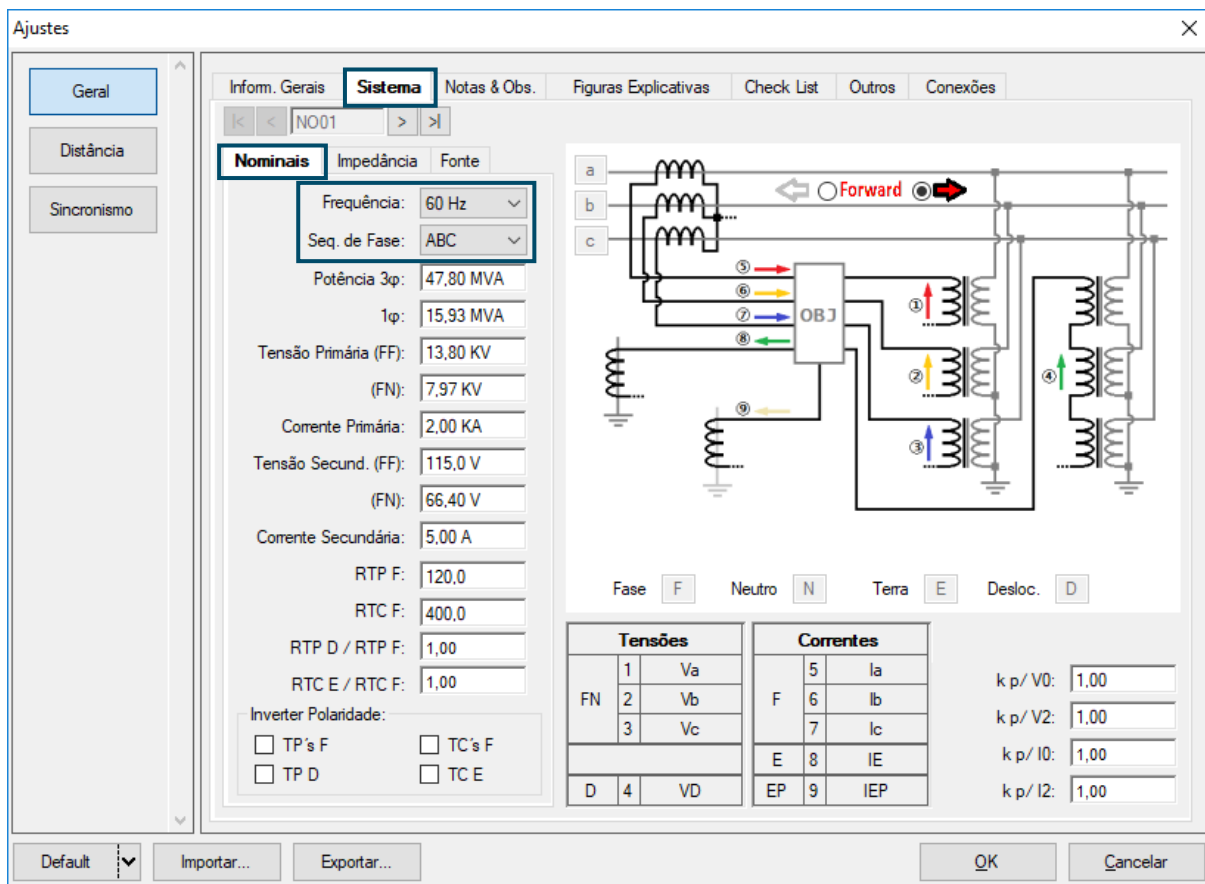 Ajustes
Geral
Distância
Sincronismo
Inform. Gerais Sistema Notas & Obs. Figuras Explicativas Check List Outros Conexões
|< < NO01 > >|
Nominais Impedância Fonte
Frequência: 60 Hz
Seq. de Fase: ABC
Potência 3φ: 47,80 MVA
1φ: 15,93 MVA
Tensão Primária (FF): 13,80 KV
(FN): 7,97 KV
Corrente Primária: 2,00 KA
Tensão Secund. (FF): 115,0 V
(FN): 66,40 V
Corrente Secundária: 5,00 A
RTP F: 120,0
RTC F: 400,0
RTP D / RTP F: 1,00
RTC E / RTC F: 1,00
Inverter Polaridade:
TP´s F TC´s F
TP D TC E
a
b
c
Forward
⑤
⑥
⑦
⑧
⑨
OBJ
①
②
③
④
Fase F Neutro N Terra E Desloc. D
Tensões
FN
1 Va
2 Vb
3 Vc
D 4 VD
Correntes
F
5 Ia
6 Ib
7 Ic
E 8 IE
EP 9 IEP
k p/ V0: 1,00
k p/ V2: 1,00
k p/ I0: 1,00
k p/ I2: 1,00
Default Importar... Exportar... OK Cancelar